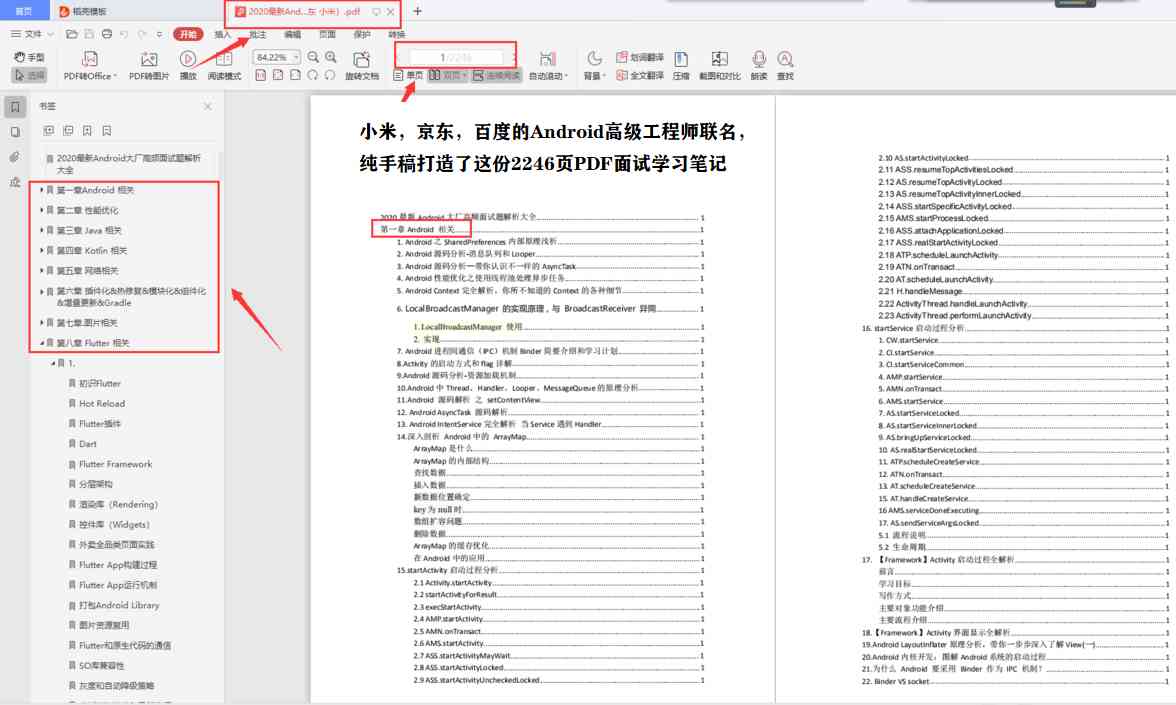 首页
稻壳模板
2020最新And...东 小米）.pdf
文件
开始
插入
批注
编辑
页面
保护
转换
手型
选择
PDF转Office
PDF转图片
播放
阅读模式
84.22%
旋转文档
1/2246
单页
双页
连续阅读
自动滚动
背景
划词翻译
全文翻译
压缩
截图和对比
朗读
查找
书签
2020最新Android大厂高频面试题解析
大全
第一章Android 相关
第二章 性能优化
第三章 Java 相关
第四章 Kotlin 相关
第五章 网络相关
第六章 插件化&热修复&模块化&组件化
&增量更新&Gradle
第七章.图片相关
第八章 Flutter 相关
1.
初识Flutter
Hot Reload
Flutter插件
Dart
Flutter Framework
分层架构
渲染库（Rendering）
控件库（Widgets）
外卖全品类页面实践
Flutter App构建过程
Flutter App运行机制
打包Android Library
图片资源复用
Flutter和原生代码的通信
SO库兼容性
灰度和自动降级策略
小米，京东，百度的Android高级工程师联名，
纯手稿打造了这份2246页PDF面试学习笔记
2020 最新 Android 大厂高频面试题解析大全 1
第一章 Android 相关 1
1. Android 之 SharedPreferences 内部原理浅析 1
2. Android 源码分析-消息队列和 Looper 1
3. Android 源码分析一带你认识不一样的 AsyncTask 1
4. Android 性能优化之使用线程池处理异步任务 1
5. Android Context 完全解析，你所不知道的 Context 的各种细节 1
6. LocalBroadcastManager 的实现原理，与 BroadcastReceiver 异同 1
1.LocalBroadcastManager 使用 1
2. 实现 1
7. Android 进程间通信（IPC）机制 Binder 简要介绍和学习计划 1
8.Activity 的启动方式和 flag 详解 1
9.Android 源码分析-资源加载机制 1
10.Android 中 Thread、Handler、Looper、MessageQueue 的原理分析 1
11.Android 源码解析 之 setContentView 1
12. Android AsyncTask 源码解析 1
13. Android IntentService 完全解析 当 Service 遇到 Handler 1
14.深入剖析 Android 中的 ArrayMap 1
ArrayMap 是什么 1
ArrayMap 的内部结构 1
查找数据 1
插入数据 1
新数据位置确定 1
key 为 null 时 1
数组扩容问题 1
删除数据 1
ArrayMap 的缓存优化 1
在 Android 中的应用 1
15.startActivity 启动过程分析 1
2.1 Activity.startActivity 1
2.2 startActivityForResult 1
2.3 execStartActivity 1
2.4 AMP.startActivity 1
2.5 AMN.onTransact 1
2.6 AMS.startActivity 1
2.7 ASS.startActivityMayWait 1
2.8 ASS.startActivityLocked 1
2.9 ASS.startActivityUncheckedLocked 1
2.10 AS.startActivityLocked 1
2.11 ASS.resumeTopActivitiesLocked 1
2.12 AS.resumeTopActivityLocked 1
2.13 AS.resumeTopActivityInnerLocked 1
2.14 ASS.startSpecificActivityLocked 1
2.15 AMS.startProcessLocked 1
2.16 ASS.attachApplicationLocked 1
2.17 ASS.realStartActivityLocked 1
2.18 ATP.scheduleLaunchActivity 1
2.19 ATN.onTransact 1
2.20 AT.scheduleLaunchActivity 1
2.21 H.handleMessage 1
2.22 ActivityThread.handleLaunchActivity 1
2.23 ActivityThread.performLaunchActivity 1
16. startService 启动过程分析 1
1. CW.startService 1
2. CI.startService 1
3. CI.startServiceCommon 1
4. AMP.startService 1
5. AMN.onTransact 1
6. AMS.startService 1
7. AS.startServiceLocked 1
8. AS.startServiceInnerLocked 1
9. AS.bringUpServiceLocked 1
10. AS.realStartServiceLocked 1
11. ATP.scheduleCreateService 1
12. ATN.onTransact 1
13. AT.scheduleCreateService 1
15. AT.handleCreateService 1
16 AMS.serviceDoneExecuting 1
17. AS.sendServiceArgsLocked 1
5.1 流程说明 1
5.2 生命周期 1
17. 【Framework】Activity 启动过程全解析 1
前言 1
学习目标 1
写作方式 1
主要对象功能介绍 1
主要流程介绍 1
18.【Framework】Activity 界面显示全解析 1
19.Android LayoutInflater 原理分析，带你一步步深入了解 View(一) 1
20.Android 内核开发：图解 Android 系统的启动过程 1
21.为什么 Android 要采用 Binder 作为 IPC 机制？ 1
22. Binder VS socket 1